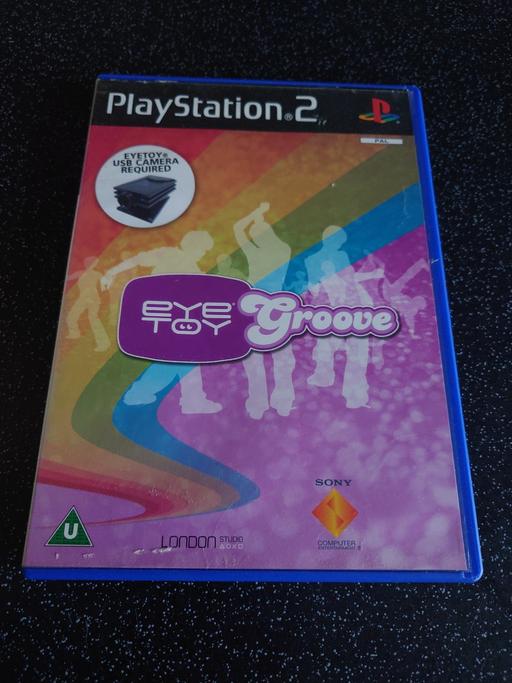 PlayStation®2
PAL
EYETOY®
USB CAMERA
REQUIRED
EYE®
TOY
Groove
U
LONDON STUDIO
SONY
COMPUTER
ENTERTAINMENT ®